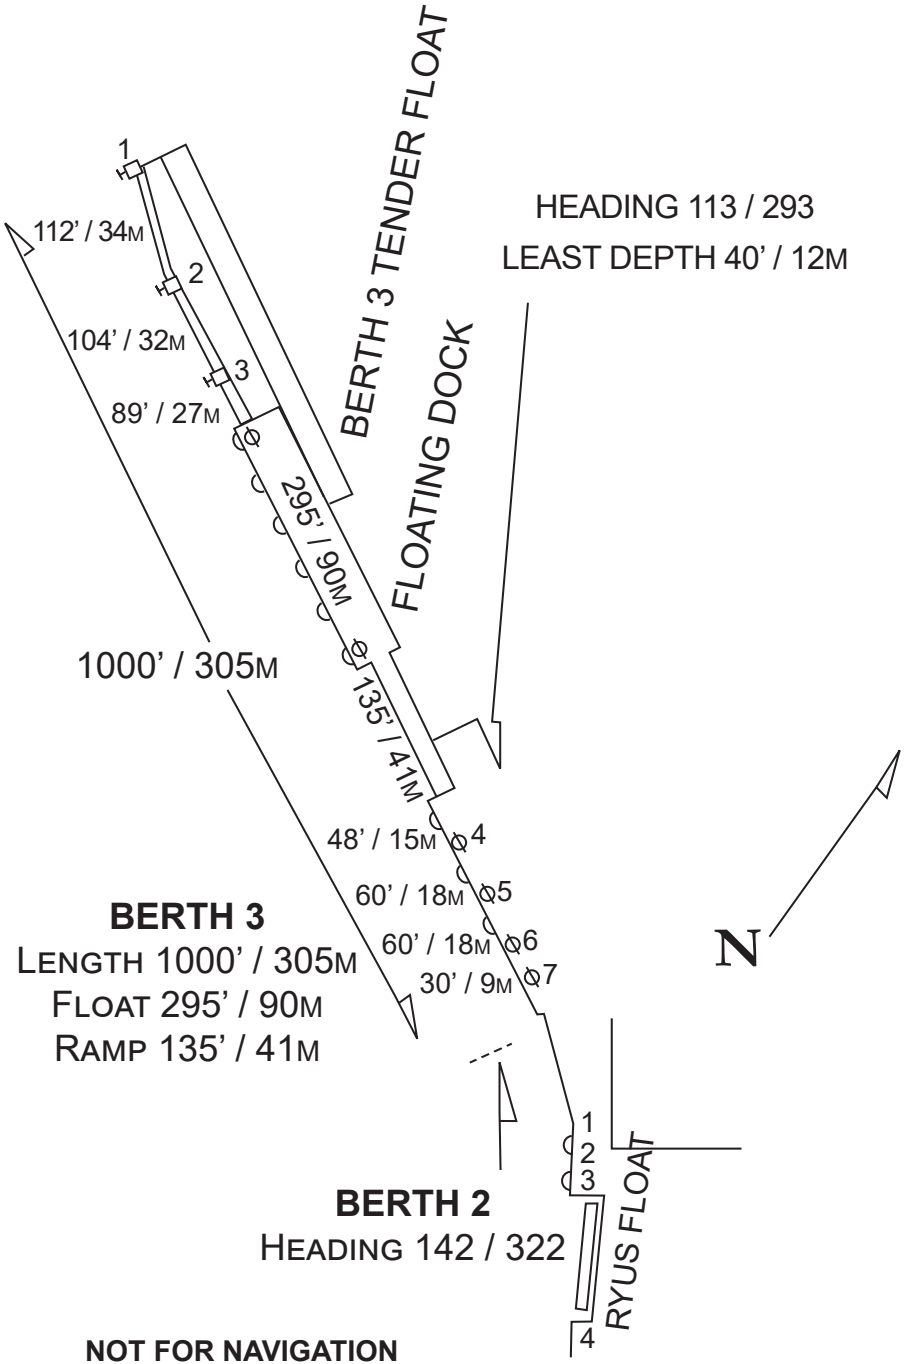 BERTH 3 TENDER FLOAT
1
HEADING 113 / 293
112’ / 34M
LEAST DEPTH 40’ / 12M
2
104’ / 32M
3
89’ / 27M
FLOATING DOCK
295’ / 90M
1000’ / 305M
135’ / 41M
48’ / 15M
4
60’ / 18M
5
60’ / 18M
6
30’ / 9M
7
N
BERTH 3
LENGTH 1000’ / 305M
FLOAT 295’ / 90M
RAMP 135’ / 41M
1
2
3
BERTH 2
HEADING 142 / 322
RYUS FLOAT
4
NOT FOR NAVIGATION